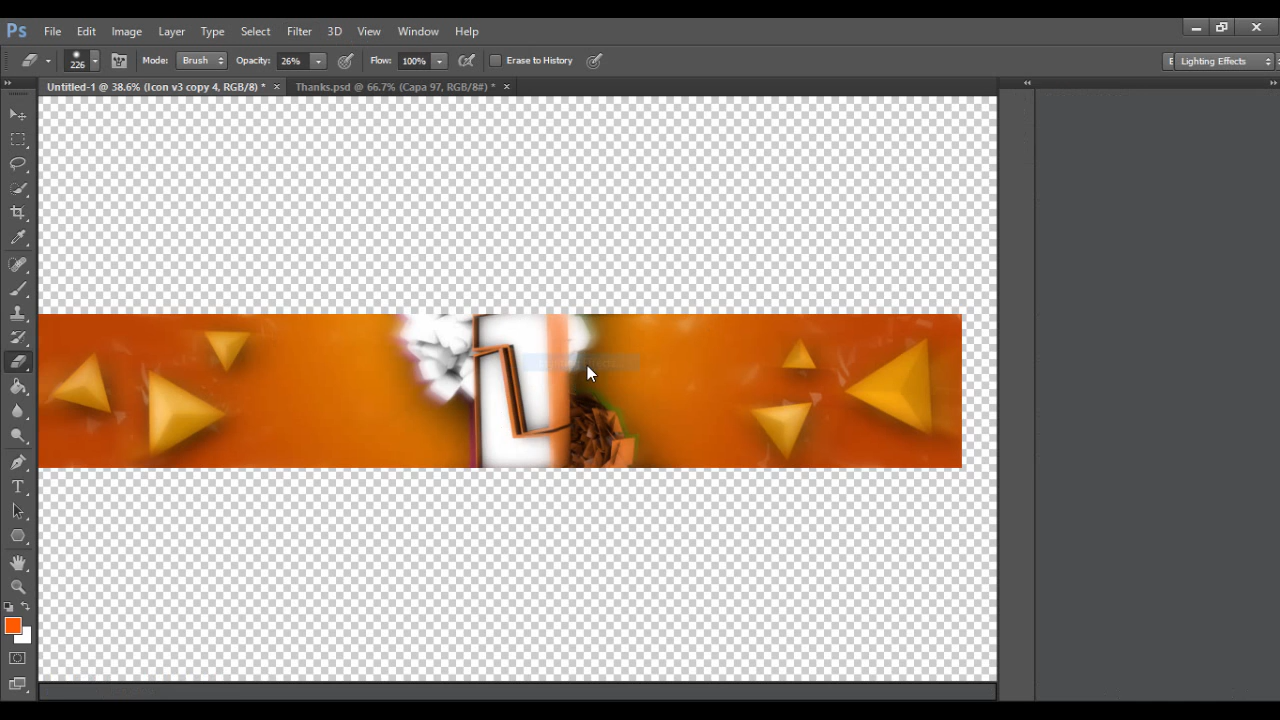 Ps File Edit Image Layer Type Select Filter 3D View Window Help
226 Mode: Brush Opacity: 26% Flow: 100% Erase to History Lighting Effects
Untitled-1 @ 38.6% (Icon v3 copy 4, RGB/8) * × Thanks.psd @ 66.7% (Capa 97, RGB/8#) * ×